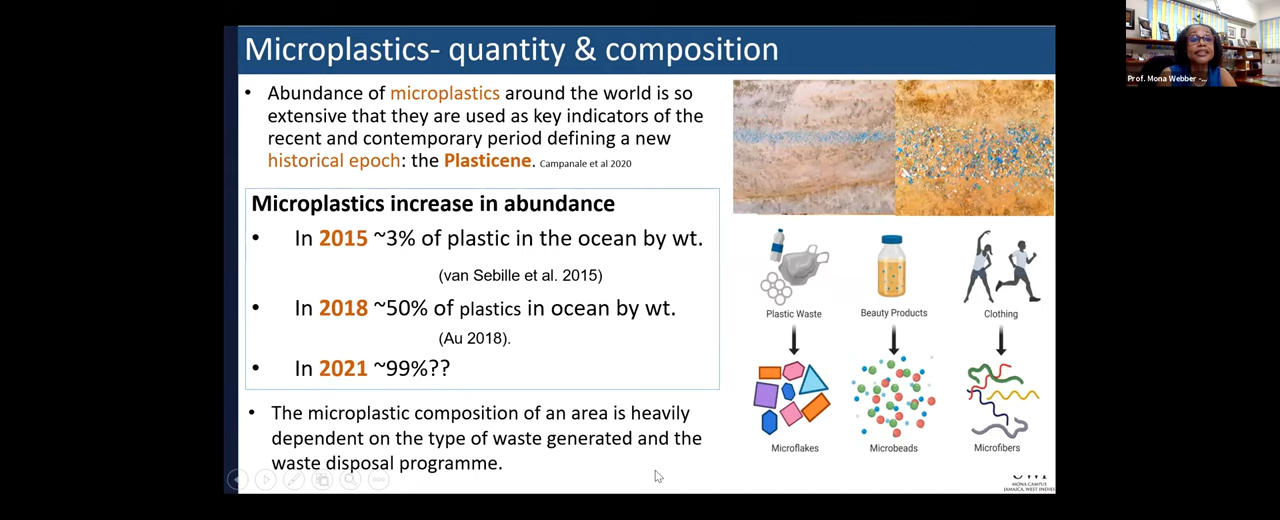 Microplastics- quantity & composition
• Abundance of microplastics around the world is so
extensive that they are used as key indicators of the
recent and contemporary period defining a new
historical epoch: the Plasticene. Campanale et al 2020
Microplastics increase in abundance
• In 2015 ~3% of plastic in the ocean by wt.
(van Sebille et al. 2015)
• In 2018 ~50% of plastics in ocean by wt.
(Au 2018).
• In 2021 ~99%??
• The microplastic composition of an area is heavily
dependent on the type of waste generated and the
waste disposal programme.
Plastic Waste
Beauty Products
Clothing
Microflakes
Microbeads
Microfibers
MONA CAMPUS
JAMAICA, WEST INDIES
Prof. Mona Webber -...